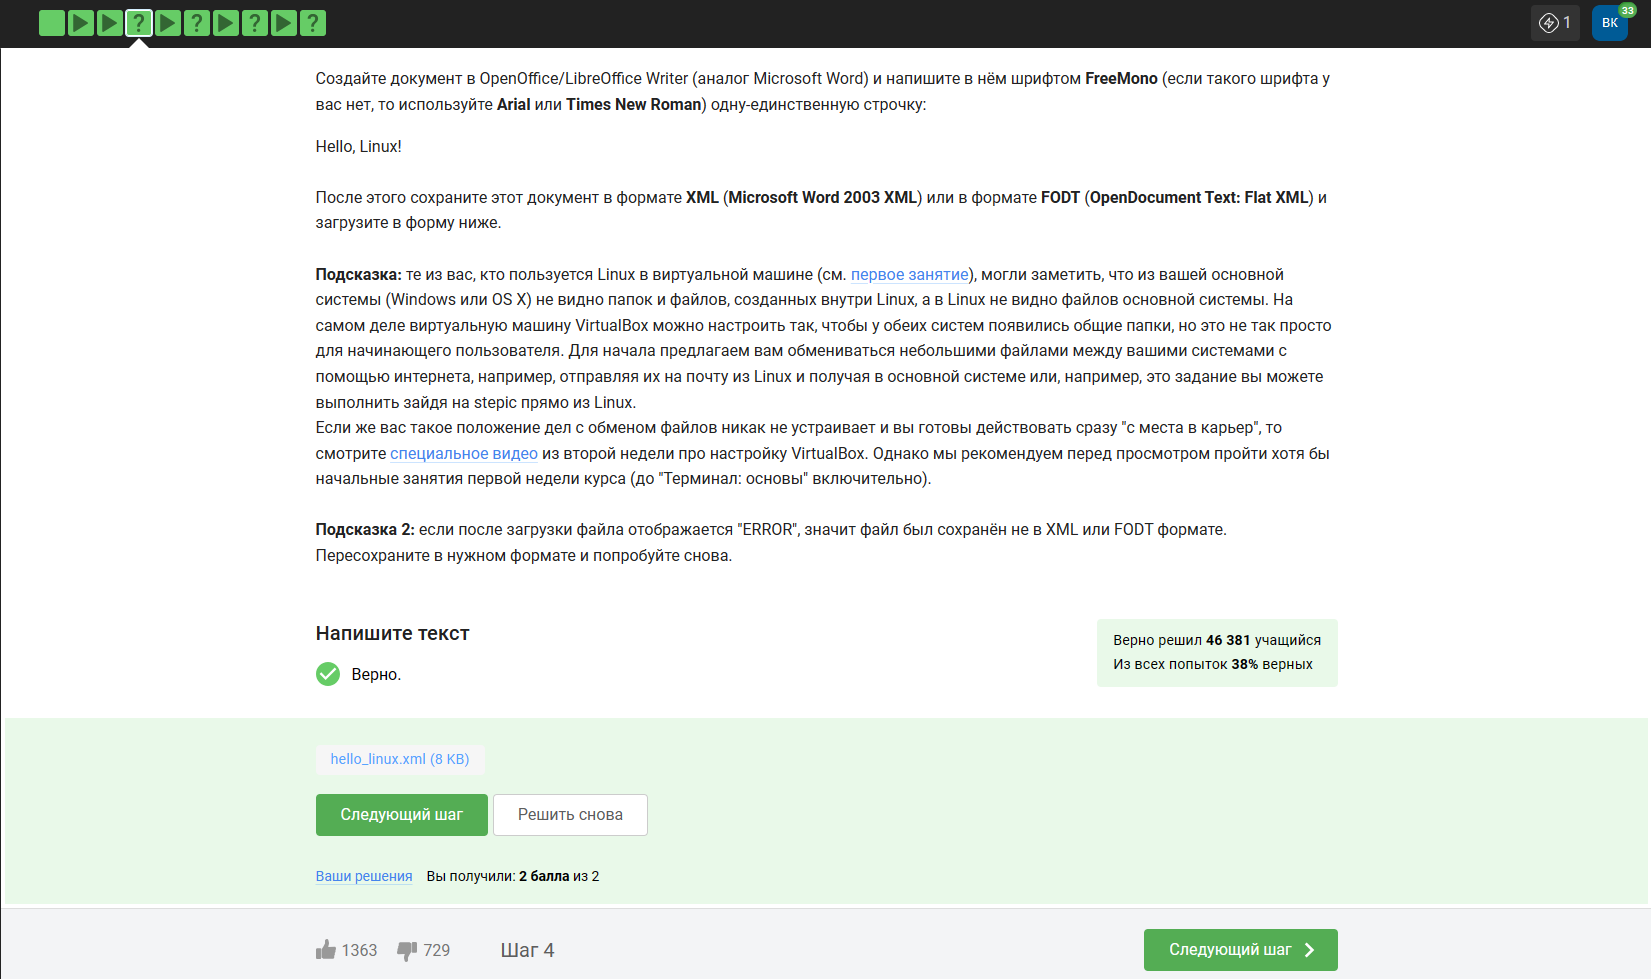 1
ВК
33
Создайте документ в OpenOffice/LibreOffice Writer (аналог Microsoft Word) и напишите в нём шрифтом FreeMono (если такого шрифта у
вас нет, то используйте Arial или Times New Roman) одну-единственную строчку:
Hello, Linux!
После этого сохраните этот документ в формате XML (Microsoft Word 2003 XML) или в формате FODT (OpenDocument Text: Flat XML) и
загрузите в форму ниже.
Подсказка: те из вас, кто пользуется Linux в виртуальной машине (см. первое занятие), могли заметить, что из вашей основной
системы (Windows или OS X) не видно папок и файлов, созданных внутри Linux, а в Linux не видно файлов основной системы. На
самом деле виртуальную машину VirtualBox можно настроить так, чтобы у обеих систем появились общие папки, но это не так просто
для начинающего пользователя. Для начала предлагаем вам обмениваться небольшими файлами между вашими системами с
помощью интернета, например, отправляя их на почту из Linux и получая в основной системе или, например, это задание вы можете
выполнить зайдя на stepic прямо из Linux.
Если же вас такое положение дел с обменом файлов никак не устраивает и вы готовы действовать сразу "с места в карьер", то
смотрите специальное видео из второй недели про настройку VirtualBox. Однако мы рекомендуем перед просмотром пройти хотя бы
начальные занятия первой недели курса (до "Терминал: основы" включительно).
Подсказка 2: если после загрузки файла отображается "ERROR", значит файл был сохранён не в XML или FODT формате.
Пересохраните в нужном формате и попробуйте снова.
Напишите текст
Верно.
Верно решил 46 381 учащийся
Из всех попыток 38% верных
hello_linux.xml (8 KB)
Следующий шаг
Решить снова
Ваши решения Вы получили: 2 балла из 2
1363 729 Шаг 4
Следующий шаг